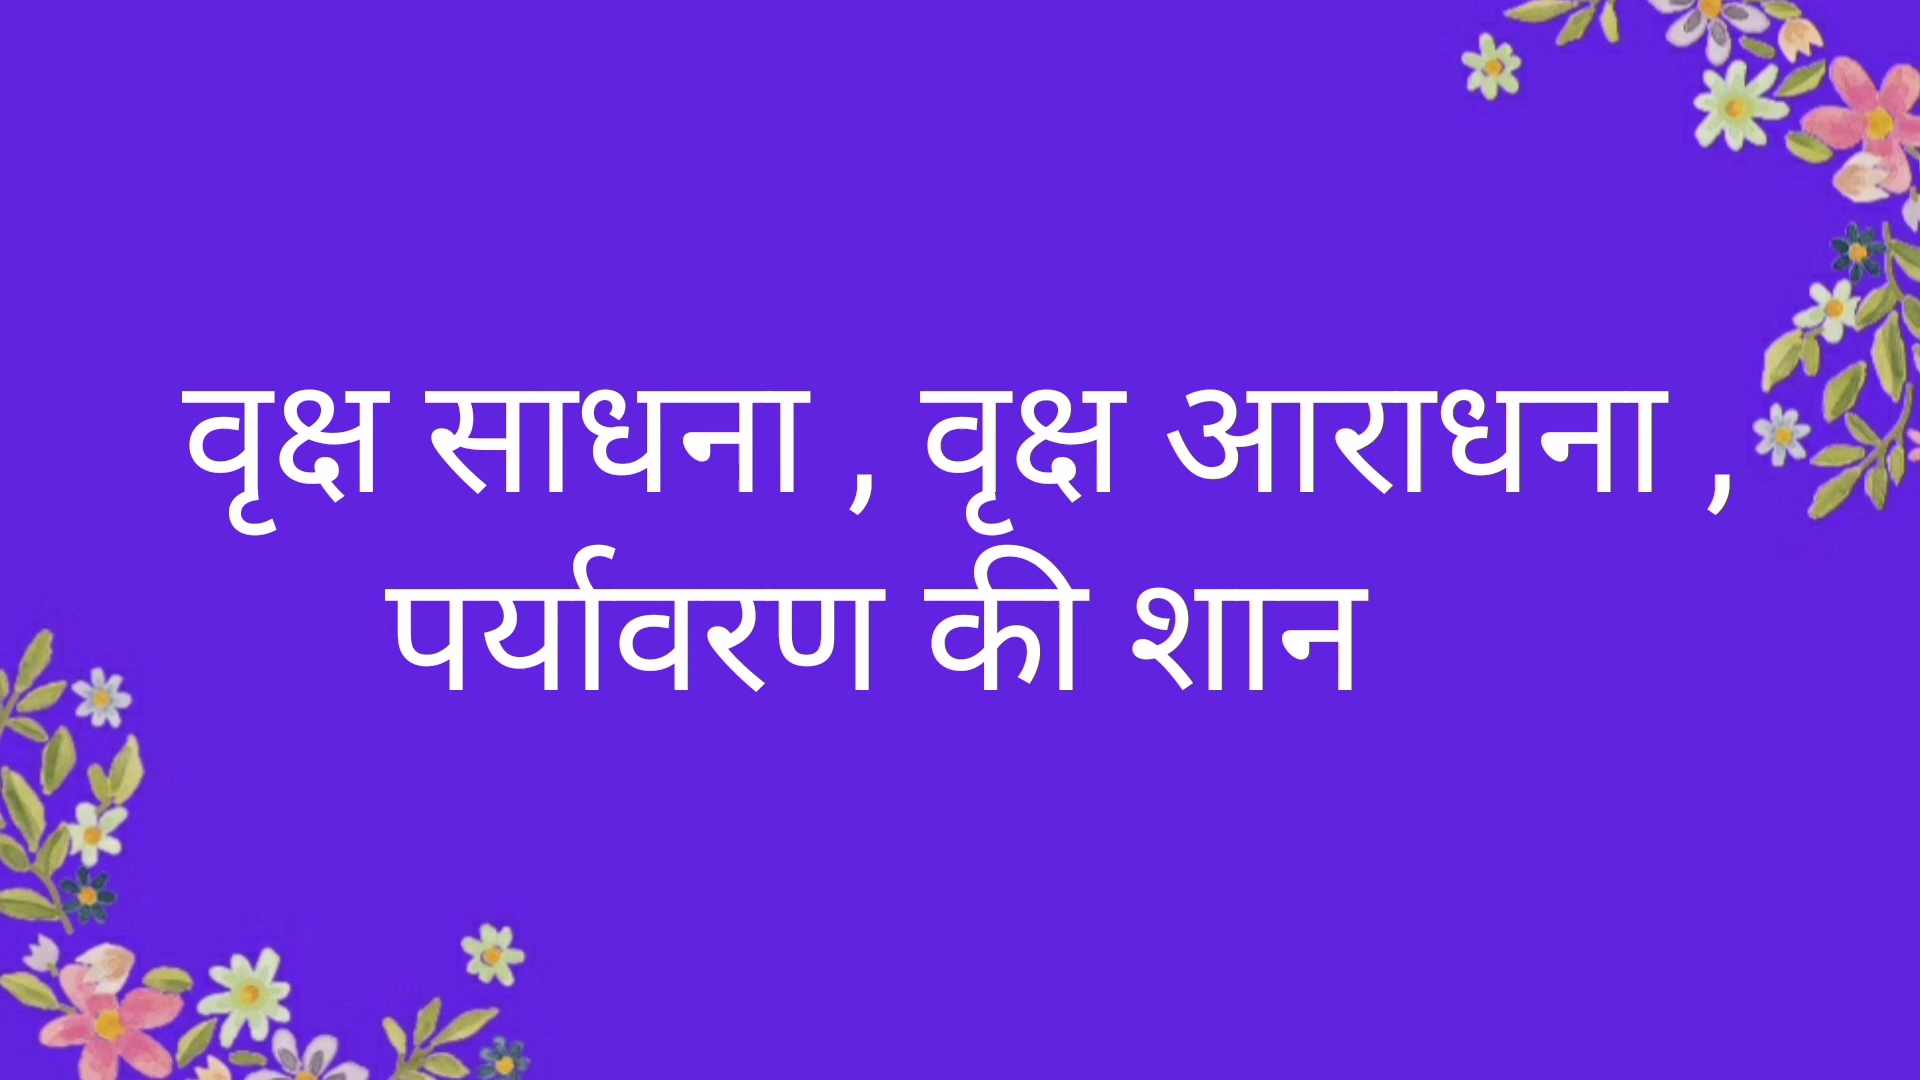 वृक्ष साधना , वृक्ष आराधना ,
पर्यावरण की शान